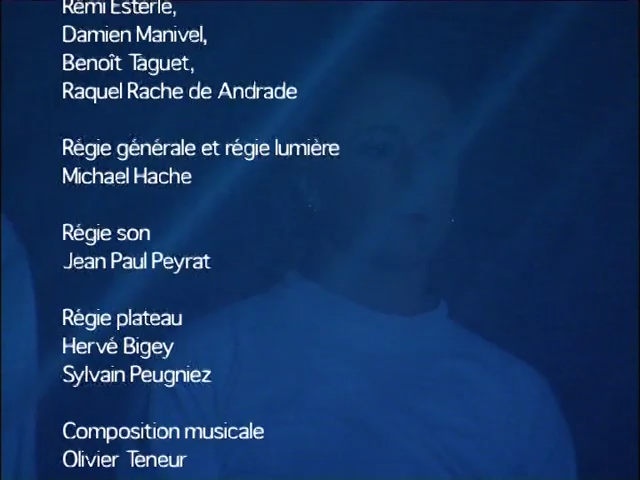 Rémi Esterle,
Damien Manivel,
Benoît Taguet,
Raquel Rache de Andrade
Régie générale et régie lumière
Michael Hache
Régie son
Jean Paul Peyrat
Régie plateau
Hervé Bigey
Sylvain Peugniez
Composition musicale
Olivier Teneur